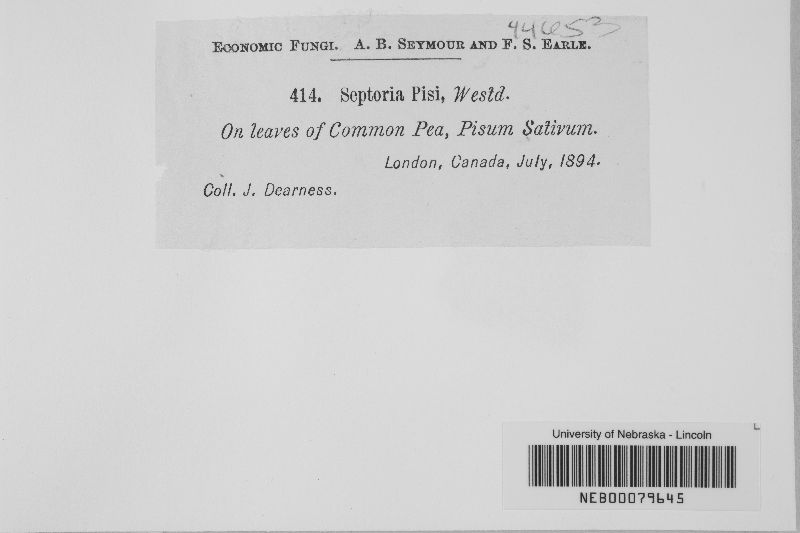 44653
Economic Fungi. A. B. Seymour and F. S. Earle.
414. Septoria Pisi, Westd.
On leaves of Common Pea, Pisum Sativum.
London, Canada, July, 1894.
Coll. J. Dearness.
University of Nebraska - Lincoln
NEB00079645